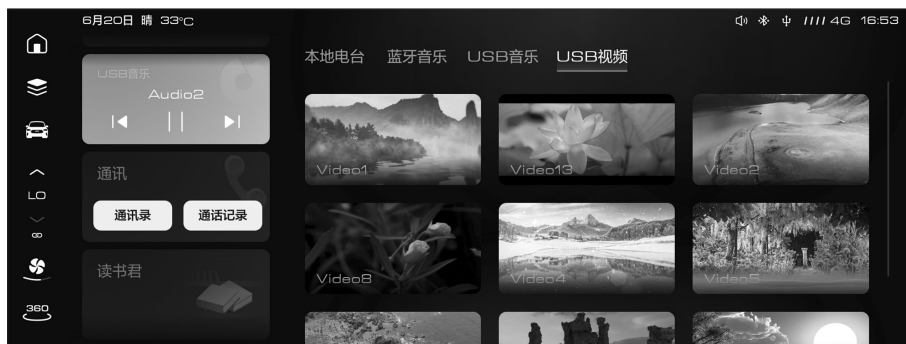 6月20日 晴 33℃
4G 16:53
本地电台 蓝牙音乐 USB音乐 USB视频
USB音乐
Audio2
通讯
通讯录 通话记录
读书君
LO
360
Video1 Video13 Video2
Video8 Video4 Video5